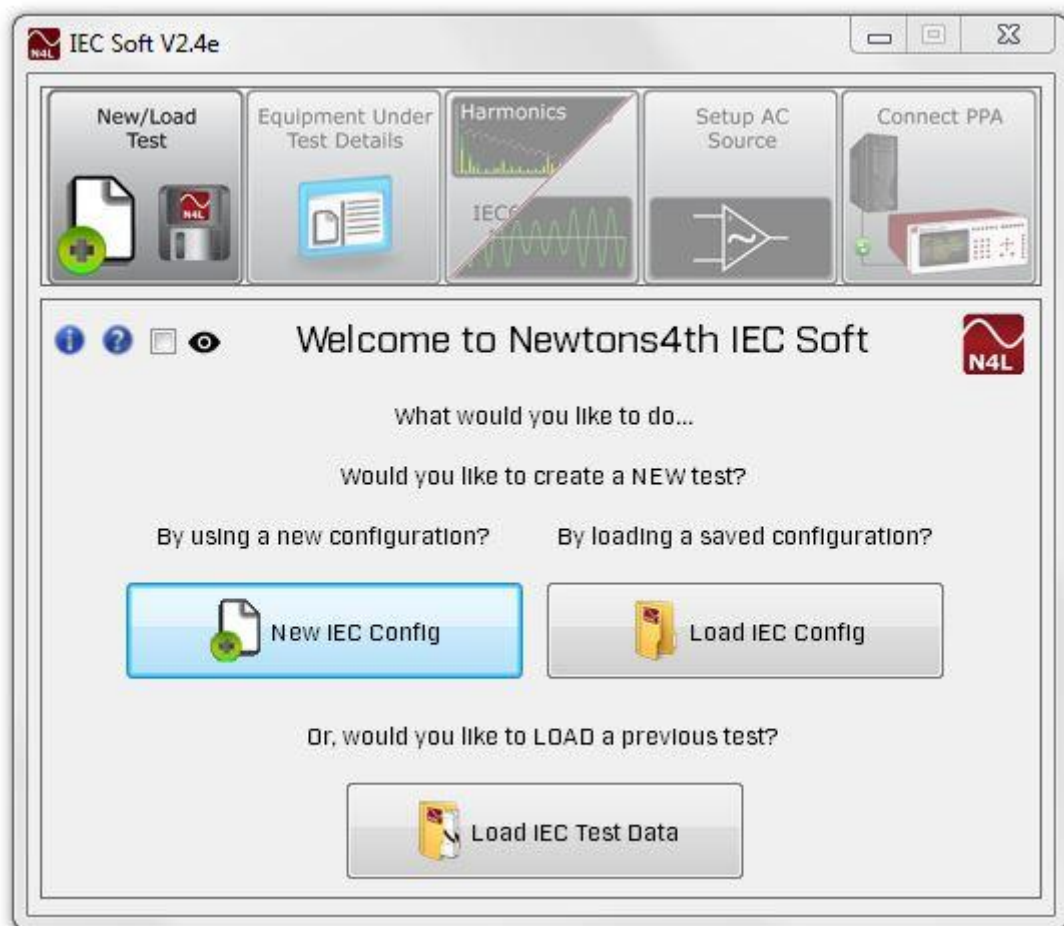 IEC Soft V2.4e
New/Load
Test
Equipment Under
Test Details
Harmonics
Setup AC
Source
Connect PPA
Welcome to Newtons4th IEC Soft
N4L
What would you like to do...
Would you like to create a NEW test?
By using a new configuration?
By loading a saved configuration?
New IEC Config
Load IEC Config
Or, would you like to LOAD a previous test?
Load IEC Test Data